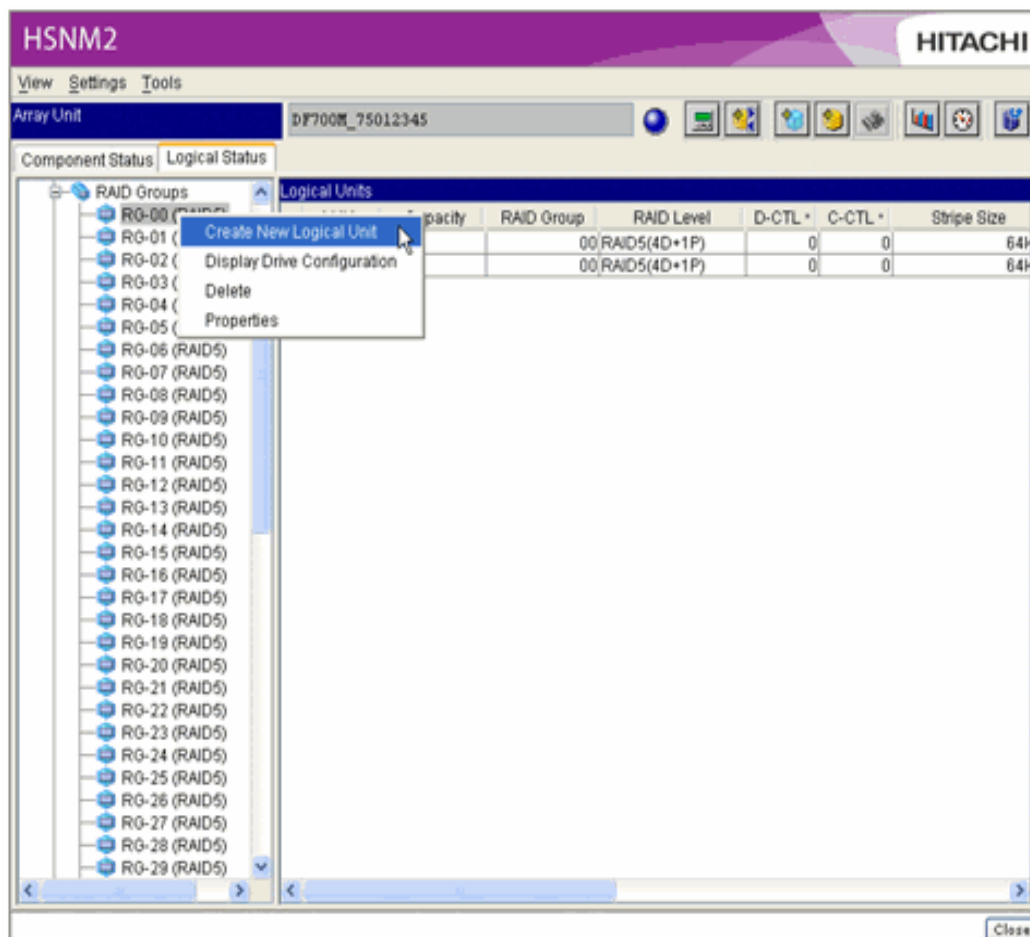 HSNM2
HITACHI
View Settings Tools
Array Unit
DF700M_75012345
Component Status Logical Status
RAID Groups
Logical Units
Capacity RAID Group RAID Level D-CTL C-CTL Stripe Size
RG-00
00 RAID5(4D+1P) 0 0 64K
00 RAID5(4D+1P) 0 0 64K
Create New Logical Unit
Display Drive Configuration
Delete
Properties
RG-01 (
RG-02 (
RG-03 (
RG-04 (
RG-05 (
RG-06 (RAID5)
RG-07 (RAID5)
RG-08 (RAID5)
RG-09 (RAID5)
RG-10 (RAID5)
RG-11 (RAID5)
RG-12 (RAID5)
RG-13 (RAID5)
RG-14 (RAID5)
RG-15 (RAID5)
RG-16 (RAID5)
RG-17 (RAID5)
RG-18 (RAID5)
RG-19 (RAID5)
RG-20 (RAID5)
RG-21 (RAID5)
RG-22 (RAID5)
RG-23 (RAID5)
RG-24 (RAID5)
RG-25 (RAID5)
RG-26 (RAID5)
RG-27 (RAID5)
RG-28 (RAID5)
RG-29 (RAID5)
Close